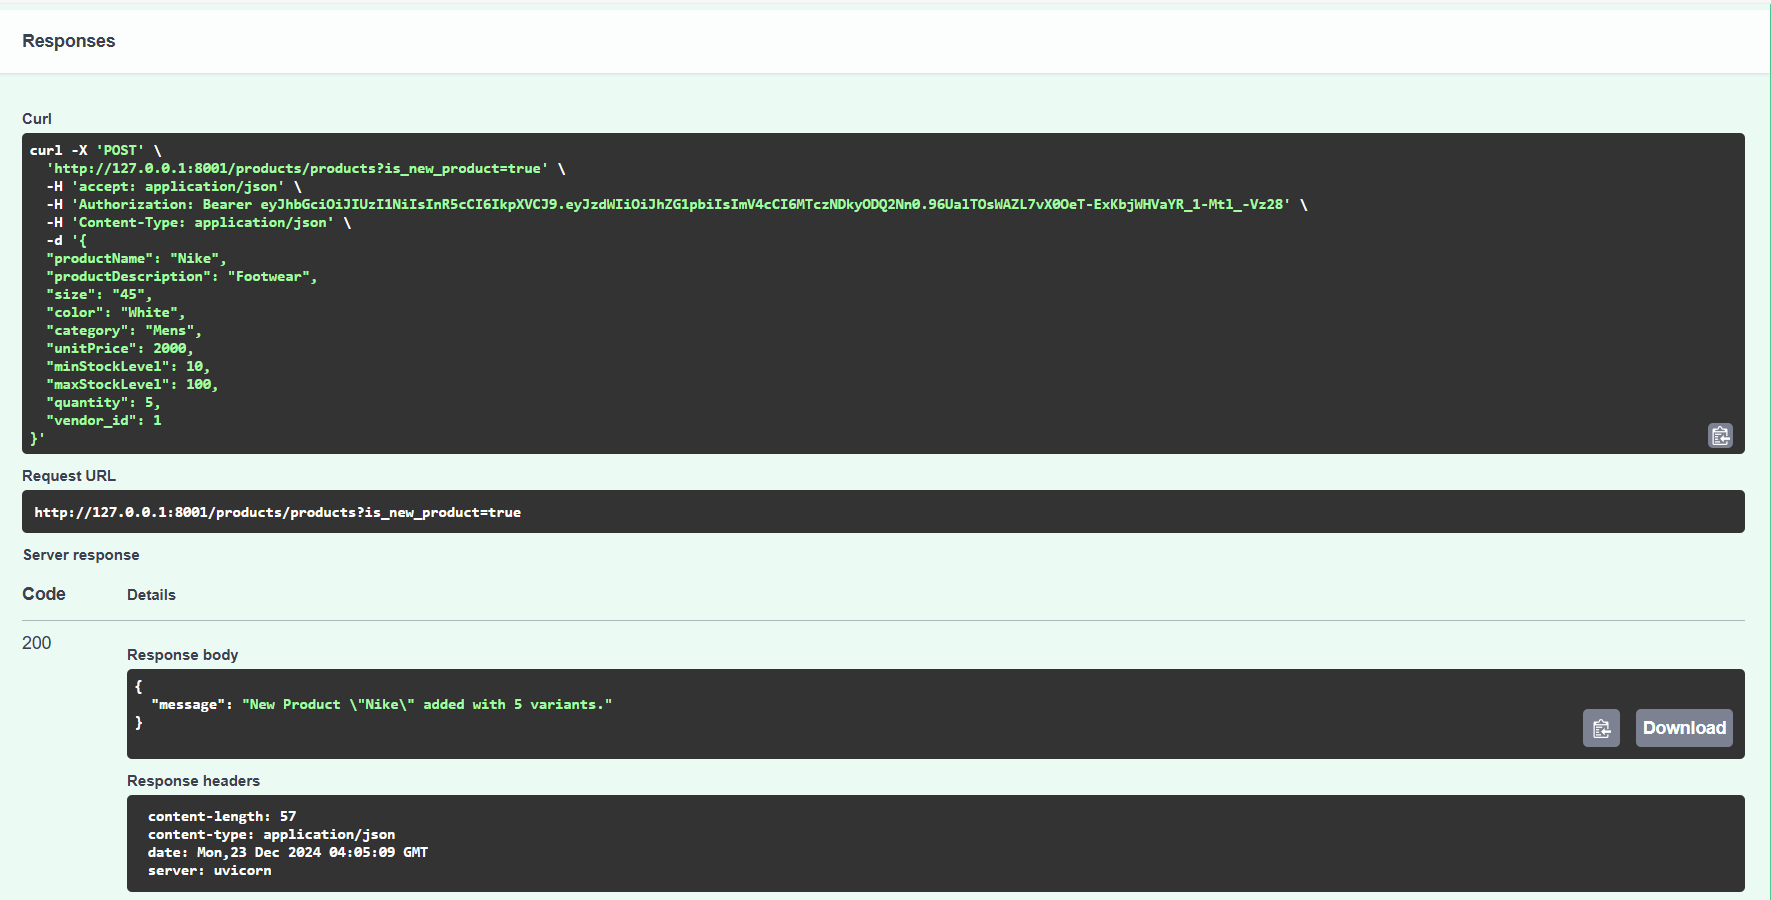 Responses
Curl
curl -X 'POST' \
  'http://127.0.0.1:8001/products/products?is_new_product=true' \
  -H 'accept: application/json' \
  -H 'Authorization: Bearer eyJhbGciOiJIUzI1NiIsInR5cCI6IkpXVCJ9.eyJzdWIiOiJhZG1pbiIsImV4cCI6MTczNDkyODQ2Nn0.96UalTOsWAZL7vX0OeT-ExKbjWHVaYR_1-Mtl_-Vz28' \
  -H 'Content-Type: application/json' \
  -d '{
  "productName": "Nike",
  "productDescription": "Footwear",
  "size": "45",
  "color": "White",
  "category": "Mens",
  "unitPrice": 2000,
  "minStockLevel": 10,
  "maxStockLevel": 100,
  "quantity": 5,
  "vendor_id": 1
}'
Request URL
http://127.0.0.1:8001/products/products?is_new_product=true
Server response
Code Details
200
Response body
{
  "message": "New Product \"Nike\" added with 5 variants."
}
Download
Response headers
content-length: 57
content-type: application/json
date: Mon,23 Dec 2024 04:05:09 GMT
server: uvicorn